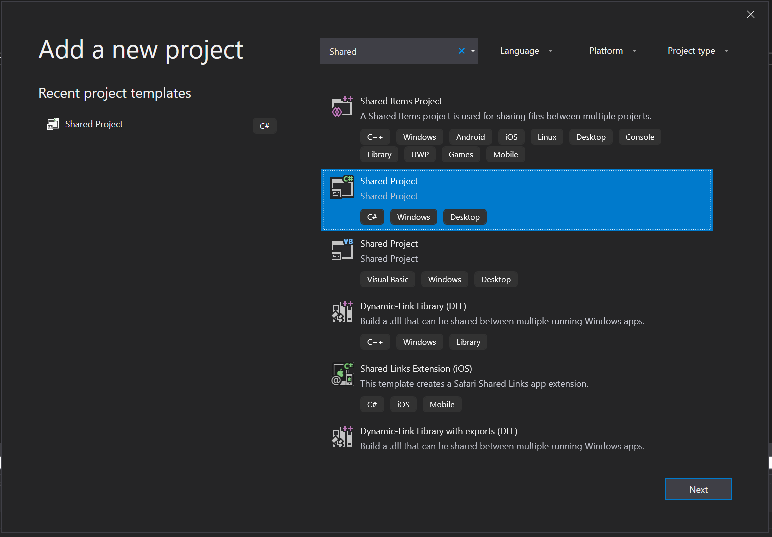 Add a new project
Shared
Language
Platform
Project type
Recent project templates
Shared Project
C#
Shared Items Project
A Shared Items project is used for sharing files between multiple projects.
C++ Windows Android iOS Linux Desktop Console
Library UWP Games Mobile
C#
Shared Project
Shared Project
C# Windows Desktop
VB
Shared Project
Shared Project
Visual Basic Windows Desktop
Dynamic-Link Library (DLL)
Build a .dll that can be shared between multiple running Windows apps.
C++ Windows Library
Shared Links Extension (iOS)
This template creates a Safari Shared Links app extension.
C# iOS Mobile
Dynamic-Link Library with exports (DLL)
Build a .dll that can be shared between multiple running Windows apps.
Next